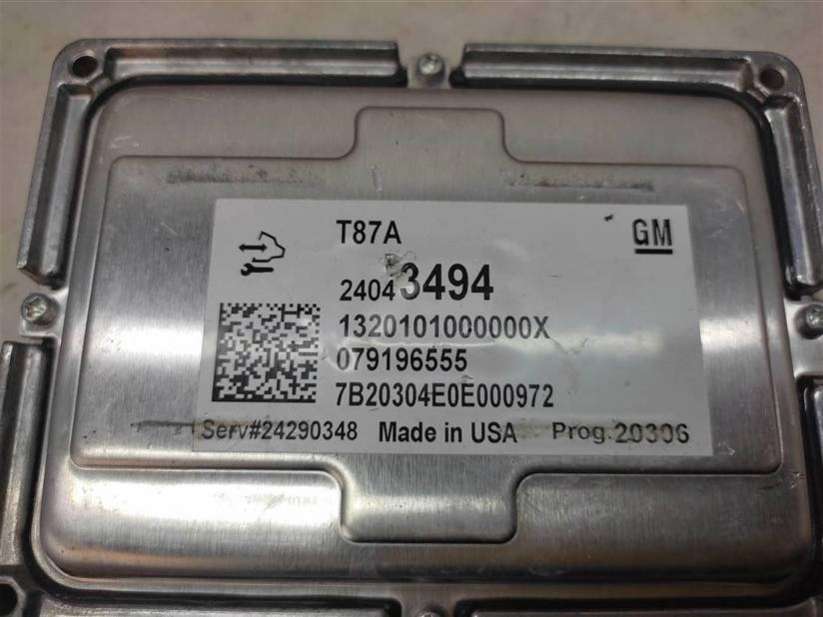 T87A GM
24043494
1320101000000X
079196555
7B20304E0E000972
Serv#24290348 Made in USA Prog.20306